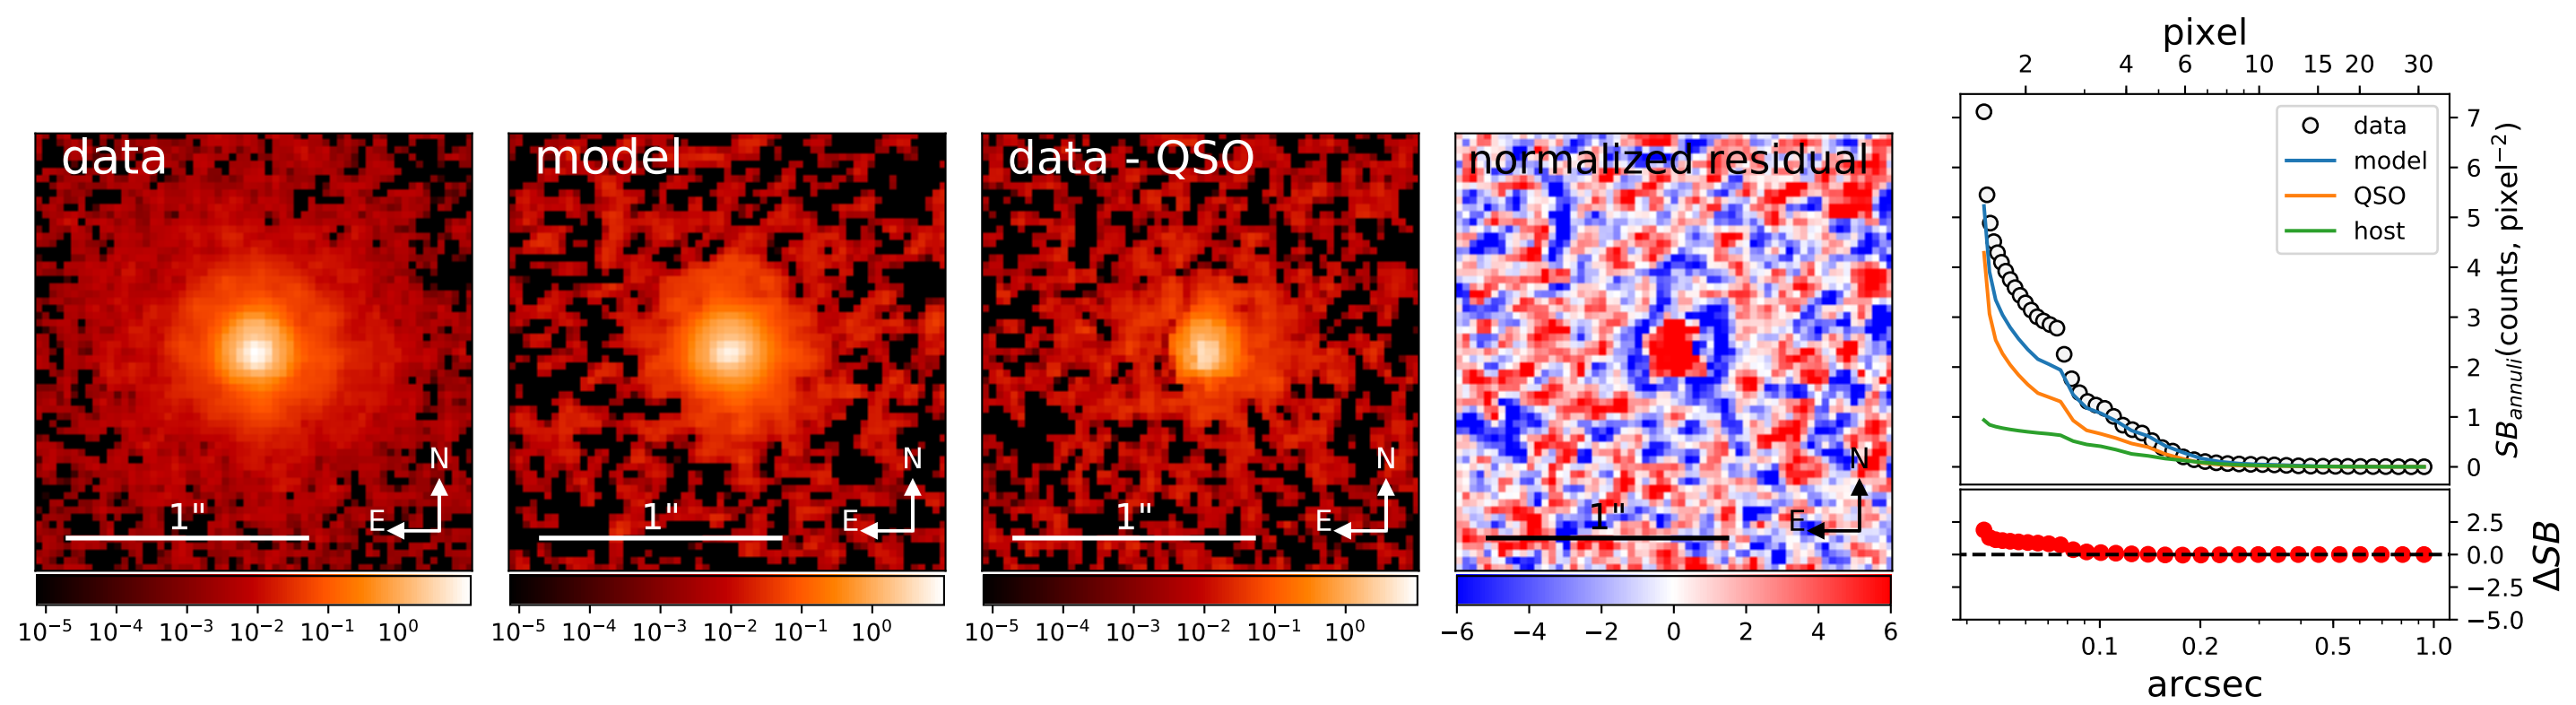 data
1"
N
E
10⁻⁵ 10⁻⁴ 10⁻³ 10⁻² 10⁻¹ 10⁰
model
1"
N
E
10⁻⁵ 10⁻⁴ 10⁻³ 10⁻² 10⁻¹ 10⁰
data - QSO
1"
N
E
10⁻⁵ 10⁻⁴ 10⁻³ 10⁻² 10⁻¹ 10⁰
normalized residual
1"
N
E
−6 −4 −2 0 2 4 6
pixel
2 4 6 10 15 20 30
data
model
QSO
host
7
6
5
4
3
2
1
0
SB_annuli(counts, pixel⁻²)
2.5
0.0
−2.5
−5.0
ΔSB
0.1 0.2 0.5 1.0
arcsec